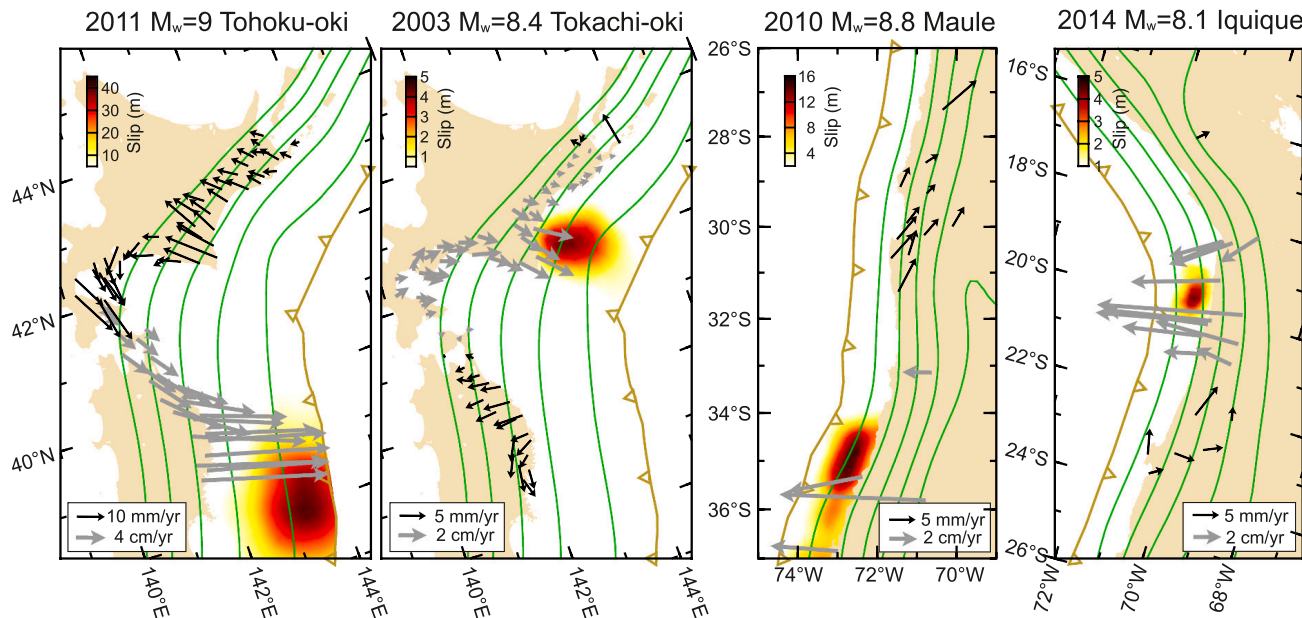 2011 Mw=9 Tohoku-oki
2003 Mw=8.4 Tokachi-oki
2010 Mw=8.8 Maule
2014 Mw=8.1 Iquique
40
30
20
10
Slip (m)
44°N
42°N
40°N
10 mm/yr
4 cm/yr
140°E
142°E
144°E
5
4
3
2
1
Slip (m)
5 mm/yr
2 cm/yr
140°E
142°E
144°E
26°S
28°S
30°S
32°S
34°S
36°S
16
12
8
4
Slip (m)
5 mm/yr
2 cm/yr
74°W
72°W
70°W
16°S
18°S
20°S
22°S
24°S
26°S
5
4
3
2
1
Slip (m)
5 mm/yr
2 cm/yr
72°W
70°W
68°W